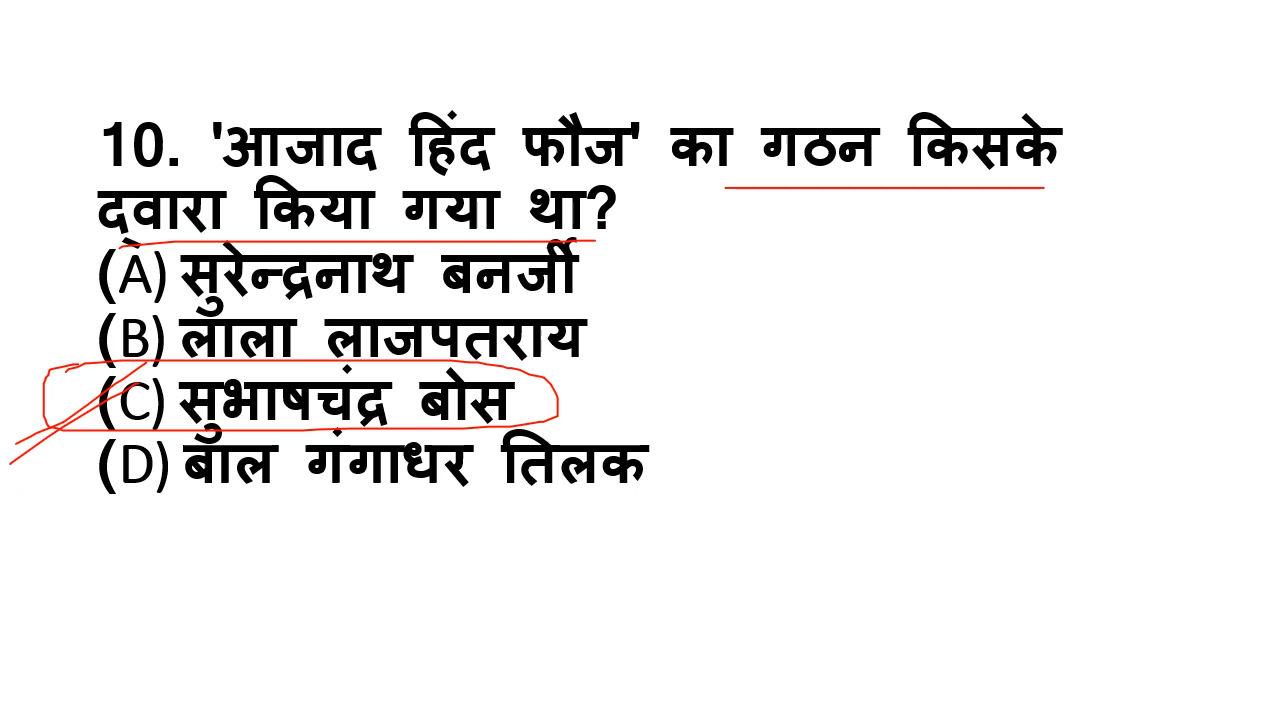 10. 'आजाद हिंद फौज' का गठन किसके
दवारा किया गया था?
(A) सुरेन्द्रनाथ बनर्जी
(B) लाला लाजपतराय
(C) सुभाषचंद्र बोस
(D) बाल गंगाधर तिलक